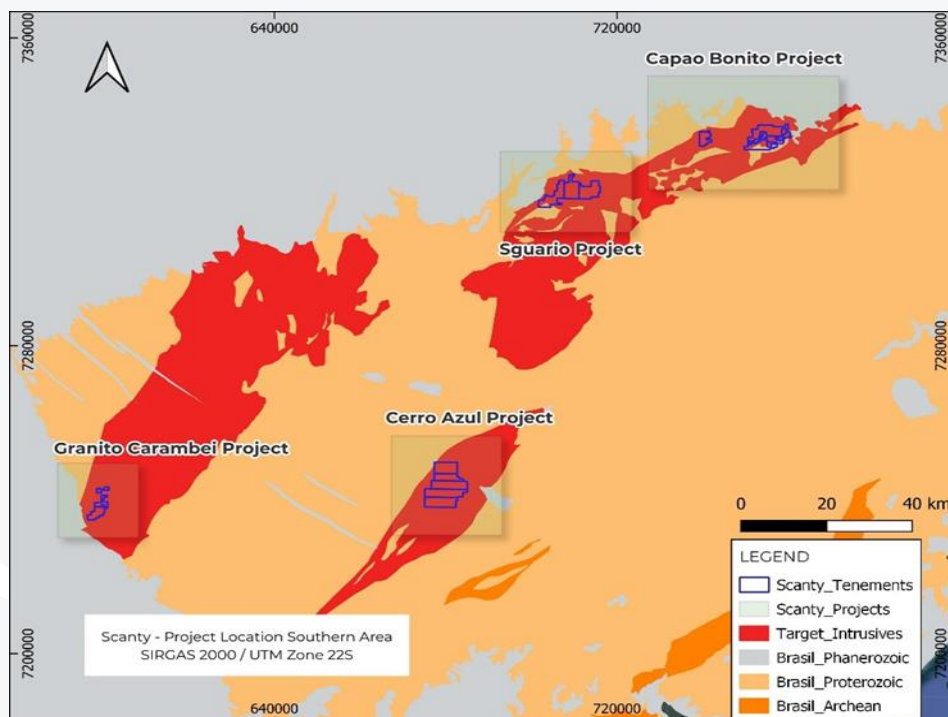 640000
720000
7360000
7360000
Capao Bonito Project
Sguario Project
7280000
7280000
Cerro Azul Project
Granito Carambei Project
0 20 40 km
LEGEND
Scanty_Tenements
Scanty_Projects
Target_Intrusives
Brasil_Phanerozoic
Brasil_Proterozoic
Brasil_Archean
Scanty - Project Location Southern Area
SIRGAS 2000 / UTM Zone 22S
7200000
7200000
640000
720000